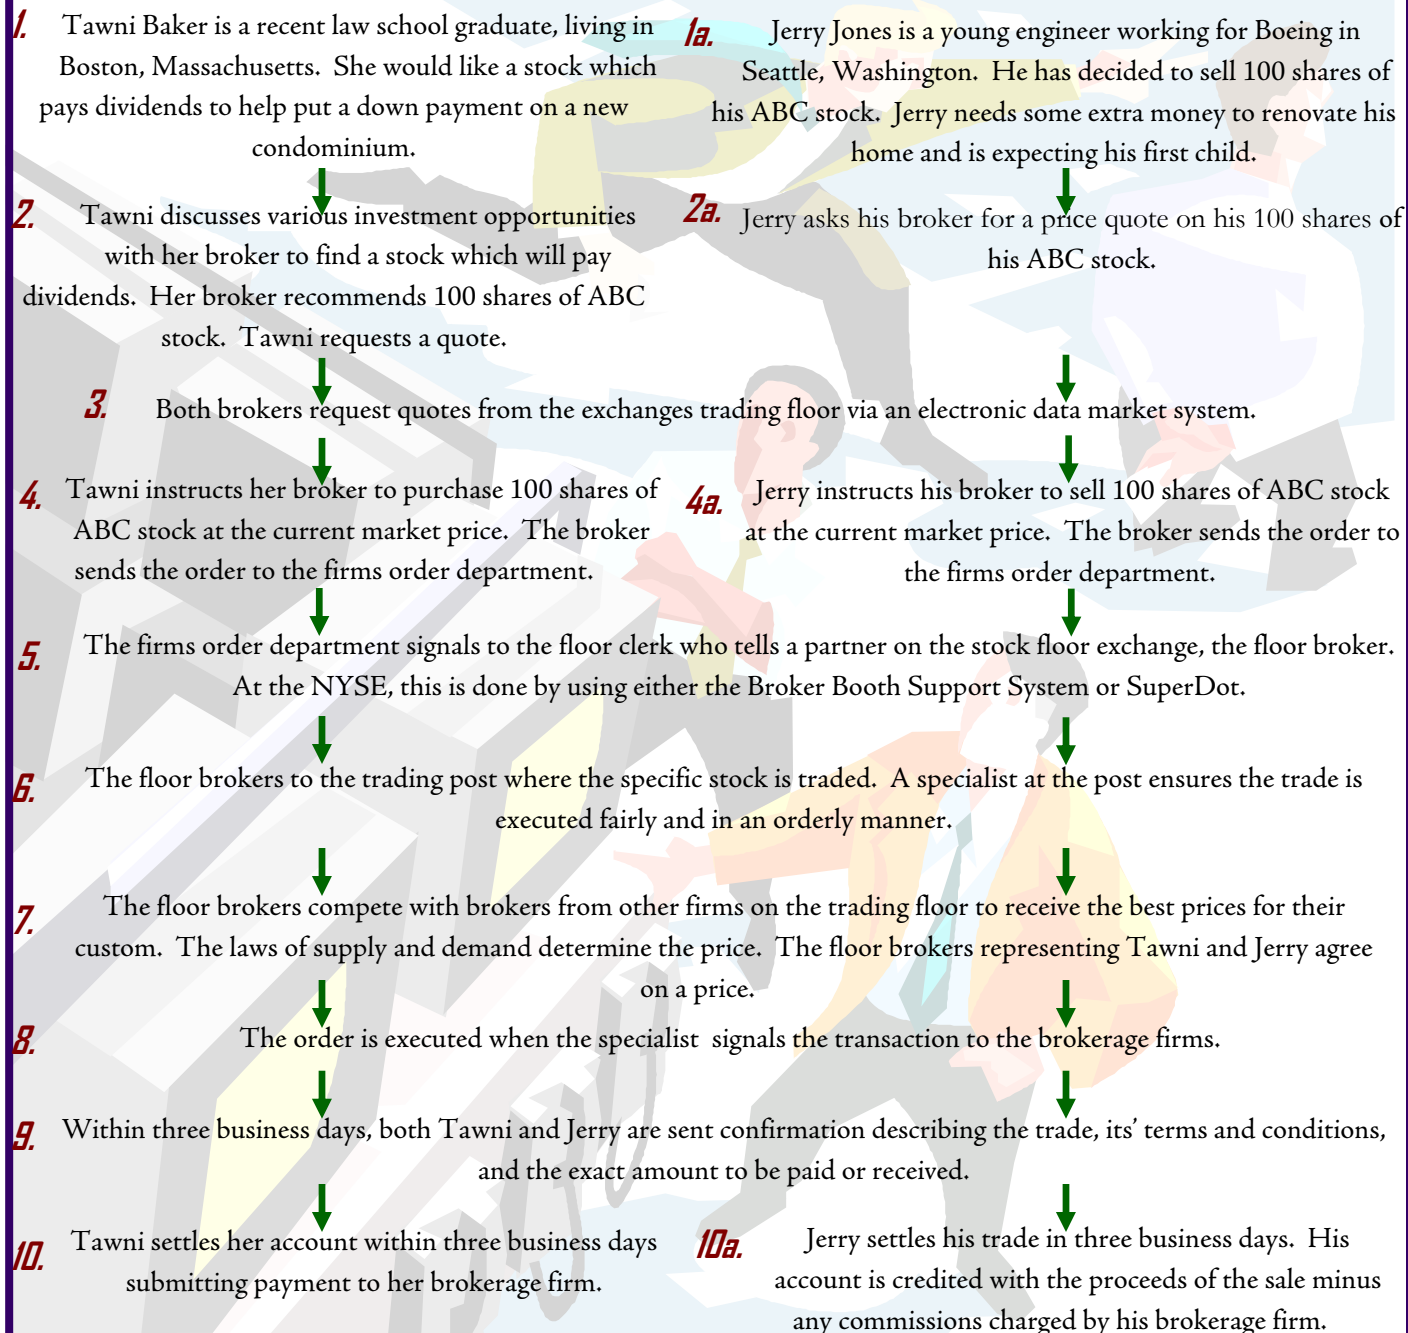 1. Tawni Baker is a recent law school graduate, living in
Boston, Massachusetts. She would like a stock which
pays dividends to help put a down payment on a new
condominium.
1a. Jerry Jones is a young engineer working for Boeing in
Seattle, Washington. He has decided to sell 100 shares of
his ABC stock. Jerry needs some extra money to renovate his
home and is expecting his first child.
2. Tawni discusses various investment opportunities
with her broker to find a stock which will pay
dividends. Her broker recommends 100 shares of ABC
stock. Tawni requests a quote.
2a. Jerry asks his broker for a price quote on his 100 shares of
his ABC stock.
3. Both brokers request quotes from the exchanges trading floor via an electronic data market system.
4. Tawni instructs her broker to purchase 100 shares of
ABC stock at the current market price. The broker
sends the order to the firms order department.
4a. Jerry instructs his broker to sell 100 shares of ABC stock
at the current market price. The broker sends the order to
the firms order department.
5. The firms order department signals to the floor clerk who tells a partner on the stock floor exchange, the floor broker.
At the NYSE, this is done by using either the Broker Booth Support System or SuperDot.
6. The floor brokers to the trading post where the specific stock is traded. A specialist at the post ensures the trade is
executed fairly and in an orderly manner.
7. The floor brokers compete with brokers from other firms on the trading floor to receive the best prices for their
custom. The laws of supply and demand determine the price. The floor brokers representing Tawni and Jerry agree
on a price.
8. The order is executed when the specialist signals the transaction to the brokerage firms.
9. Within three business days, both Tawni and Jerry are sent confirmation describing the trade, its' terms and conditions,
and the exact amount to be paid or received.
10. Tawni settles her account within three business days
submitting payment to her brokerage firm.
10a. Jerry settles his trade in three business days. His
account is credited with the proceeds of the sale minus
any commissions charged by his brokerage firm.